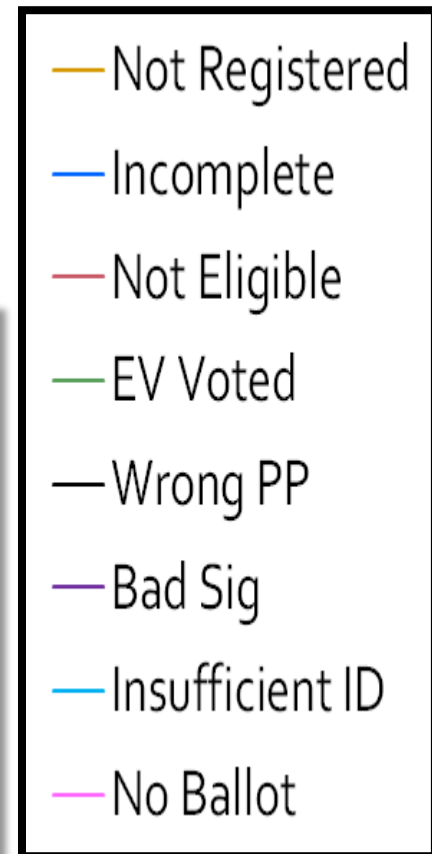 Not Registered
Incomplete
Not Eligible
EV Voted
Wrong PP
Bad Sig
Insufficient ID
No Ballot